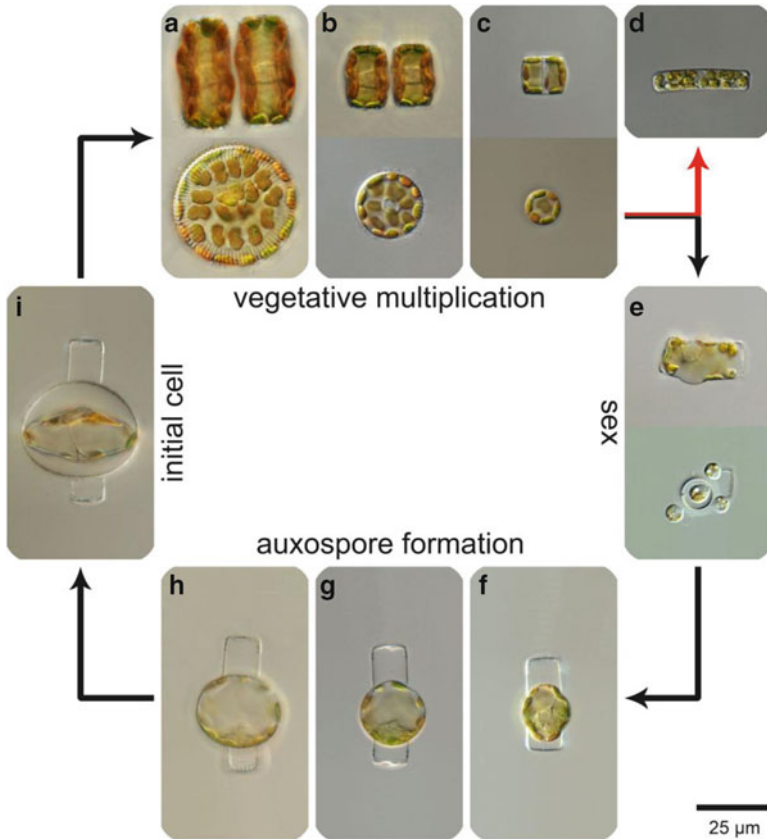 a
b
c
d
vegetative multiplication
i
initial cell
e
sex
auxospore formation
h
g
f
25 µm